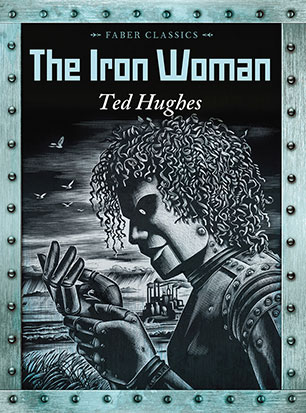 FABER CLASSICS
The Iron Woman
Ted Hughes